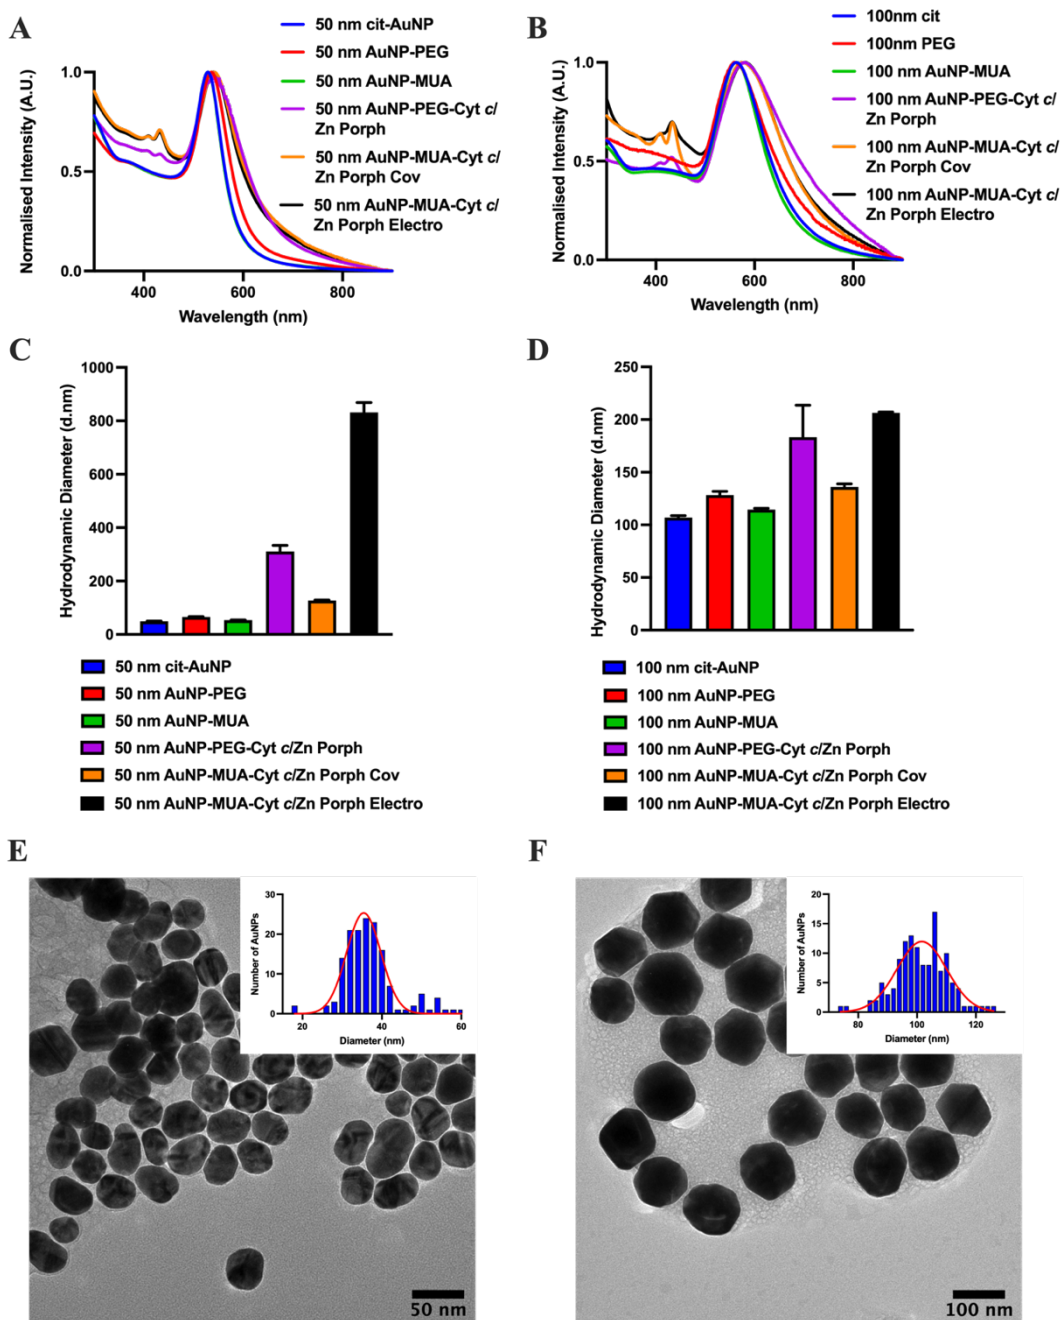 A
Normalised Intensity (A.U.)
1.0
0.5
0.0
400
600
800
Wavelength (nm)
50 nm cit-AuNP
50 nm AuNP-PEG
50 nm AuNP-MUA
50 nm AuNP-PEG-Cyt c/
Zn Porph
50 nm AuNP-MUA-Cyt c/
Zn Porph Cov
50 nm AuNP-MUA-Cyt c/
Zn Porph Electro
B
Normalised Intensity (A.U.)
1.0
0.5
0.0
400
600
800
Wavelength (nm)
100nm cit
100nm PEG
100 nm AuNP-MUA
100 nm AuNP-PEG-Cyt c/
Zn Porph
100 nm AuNP-MUA-Cyt c/
Zn Porph Cov
100 nm AuNP-MUA-Cyt c/
Zn Porph Electro
C
Hydrodynamic Diameter (d.nm)
1000
800
600
400
200
0
50 nm cit-AuNP
50 nm AuNP-PEG
50 nm AuNP-MUA
50 nm AuNP-PEG-Cyt c/Zn Porph
50 nm AuNP-MUA-Cyt c/Zn Porph Cov
50 nm AuNP-MUA-Cyt c/Zn Porph Electro
D
Hydrodynamic Diameter (d.nm)
250
200
150
100
50
0
100 nm cit-AuNP
100 nm AuNP-PEG
100 nm AuNP-MUA
100 nm AuNP-PEG-Cyt c/Zn Porph
100 nm AuNP-MUA-Cyt c/Zn Porph Cov
100 nm AuNP-MUA-Cyt c/Zn Porph Electro
E
Number of AuNPs
30
20
10
0
20
40
60
Diameter (nm)
50 nm
F
Number of AuNPs
20
15
10
5
0
80
100
120
Diameter (nm)
100 nm